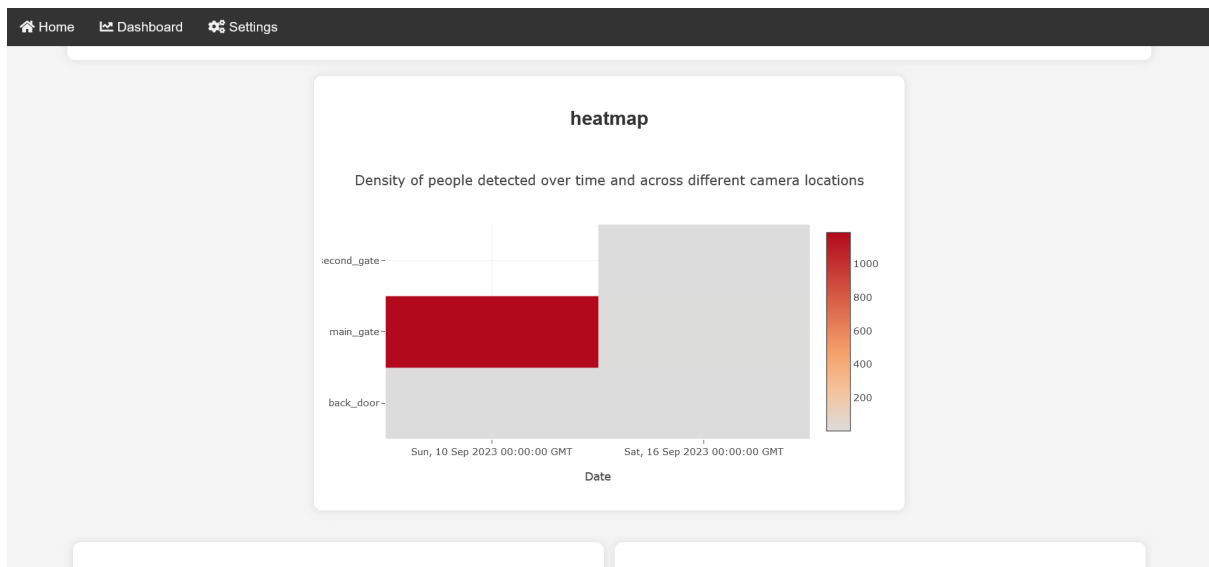 Home Dashboard Settings
heatmap
Density of people detected over time and across different camera locations
second_gate
main_gate
back_door
1000
800
600
400
200
Sun, 10 Sep 2023 00:00:00 GMT Sat, 16 Sep 2023 00:00:00 GMT
Date